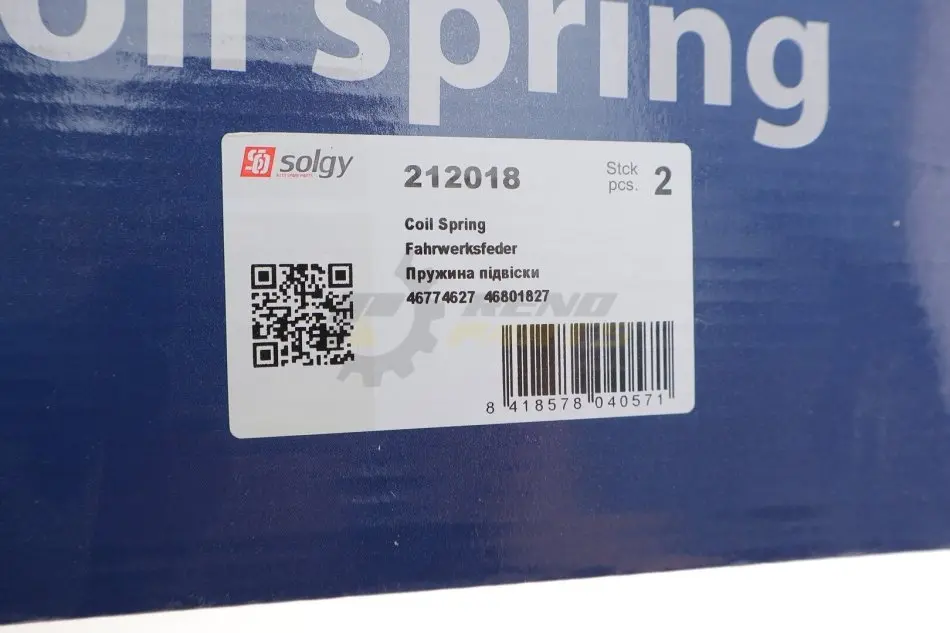 oil spring
solgy
212018
Stck
pcs. 2
Coil Spring
Fahrwerksfeder
Пружина підвіски
46774627 46801827
8 418578 040571